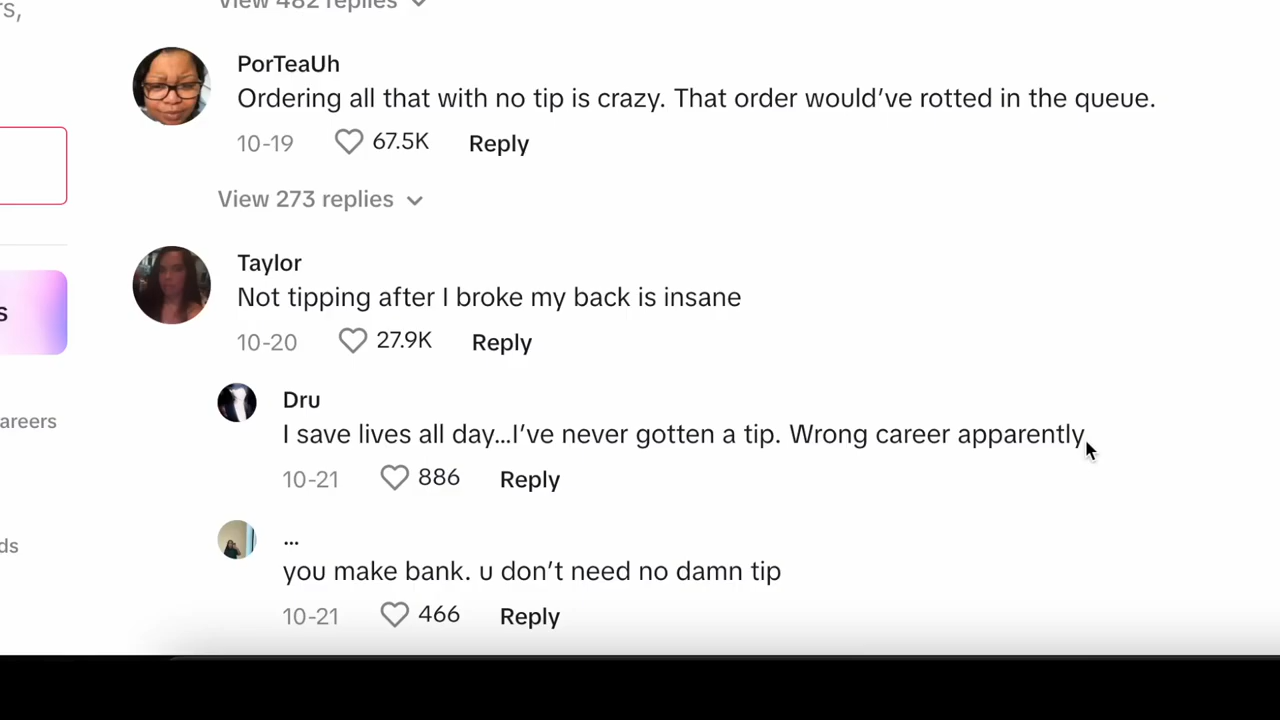 rs,
View 482 replies
PorTeaUh
Ordering all that with no tip is crazy. That order would’ve rotted in the queue.
10-19 67.5K Reply
View 273 replies
Taylor
s
Not tipping after I broke my back is insane
10-20 27.9K Reply
Dru
areers
I save lives all day...I’ve never gotten a tip. Wrong career apparently
10-21 886 Reply
...
ds
you make bank. u don’t need no damn tip
10-21 466 Reply